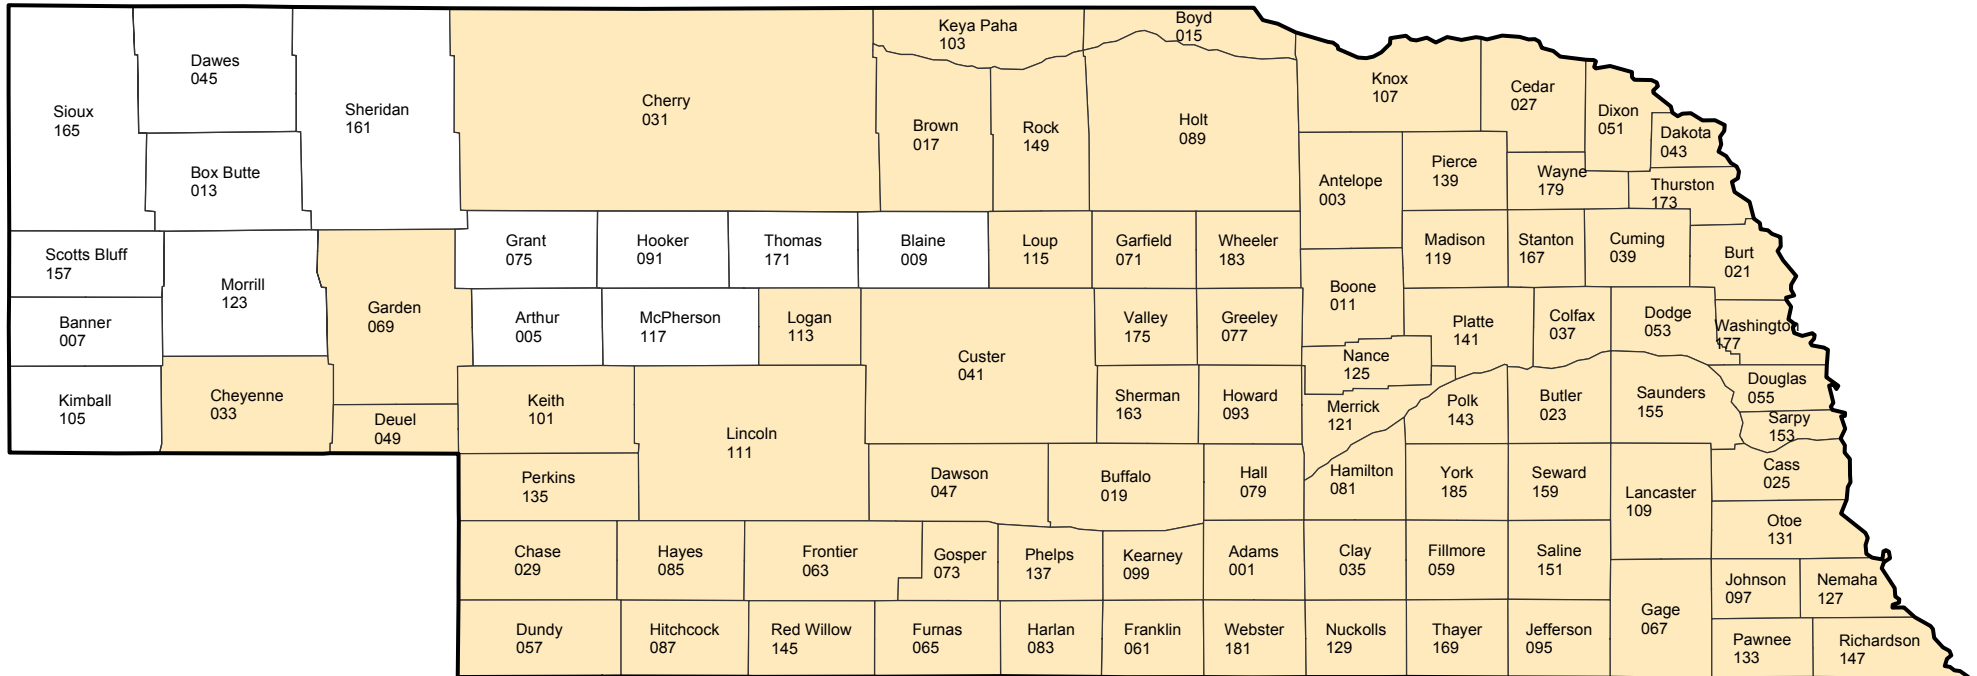 Sioux
165
Dawes
045
Box Butte
013
Sheridan
161
Cherry
031
Keya Paha
103
Boyd
015
Brown
017
Rock
149
Holt
089
Knox
107
Cedar
027
Dixon
051
Dakota
043
Antelope
003
Pierce
139
Wayne
179
Thurston
173
Scotts Bluff
157
Morrill
123
Garden
069
Grant
075
Hooker
091
Thomas
171
Blaine
009
Loup
115
Garfield
071
Wheeler
183
Boone
011
Madison
119
Stanton
167
Cuming
039
Burt
021
Banner
007
Arthur
005
McPherson
117
Logan
113
Custer
041
Valley
175
Greeley
077
Nance
125
Platte
141
Colfax
037
Dodge
053
Washington
177
Kimball
105
Cheyenne
033
Deuel
049
Keith
101
Lincoln
111
Sherman
163
Howard
093
Merrick
121
Polk
143
Butler
023
Saunders
155
Douglas
055
Sarpy
153
Perkins
135
Dawson
047
Buffalo
019
Hall
079
Hamilton
081
York
185
Seward
159
Lancaster
109
Cass
025
Otoe
131
Chase
029
Hayes
085
Frontier
063
Gosper
073
Phelps
137
Kearney
099
Adams
001
Clay
035
Fillmore
059
Saline
151
Gage
067
Johnson
097
Nemaha
127
Dundy
057
Hitchcock
087
Red Willow
145
Furnas
065
Harlan
083
Franklin
061
Webster
181
Nuckolls
129
Thayer
169
Jefferson
095
Pawnee
133
Richardson
147